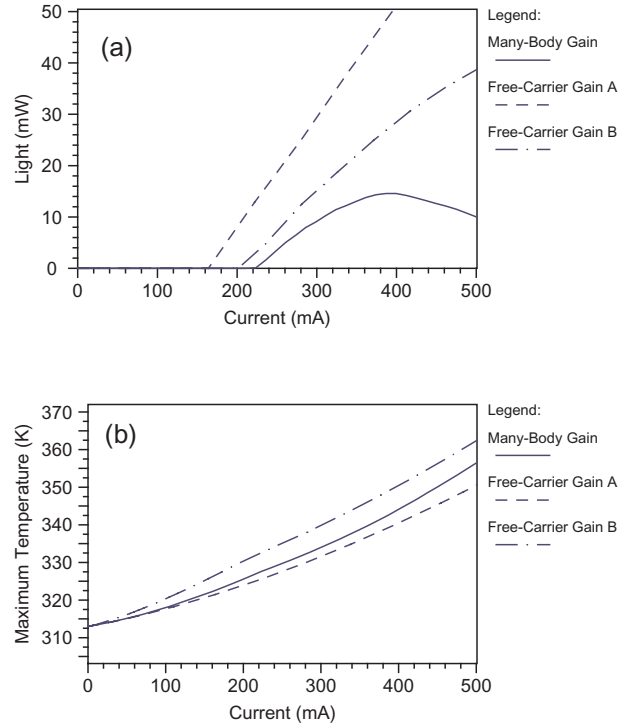 (a)
Light (mW)
50
40
30
20
10
0
0 100 200 300 400 500
Current (mA)
Legend:
Many-Body Gain
Free-Carrier Gain A
Free-Carrier Gain B
(b)
Maximum Temperature (K)
370
360
350
340
330
320
310
0 100 200 300 400 500
Current (mA)
Legend:
Many-Body Gain
Free-Carrier Gain A
Free-Carrier Gain B